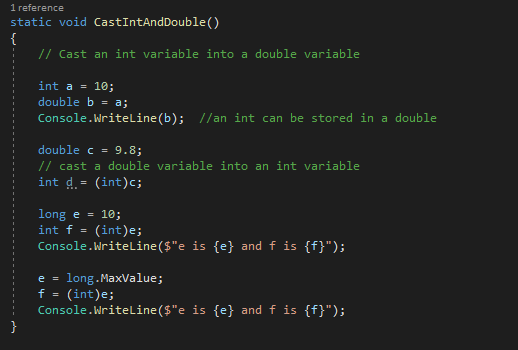 1 reference
static void CastIntAndDouble()
{
// Cast an int variable into a double variable
int a = 10;
double b = a;
Console.WriteLine(b);  //an int can be stored in a double
double c = 9.8;
// cast a double variable into an int variable
int d = (int)c;
long e = 10;
int f = (int)e;
Console.WriteLine($"e is {e} and f is {f}");
e = long.MaxValue;
f = (int)e;
Console.WriteLine($"e is {e} and f is {f}");
}